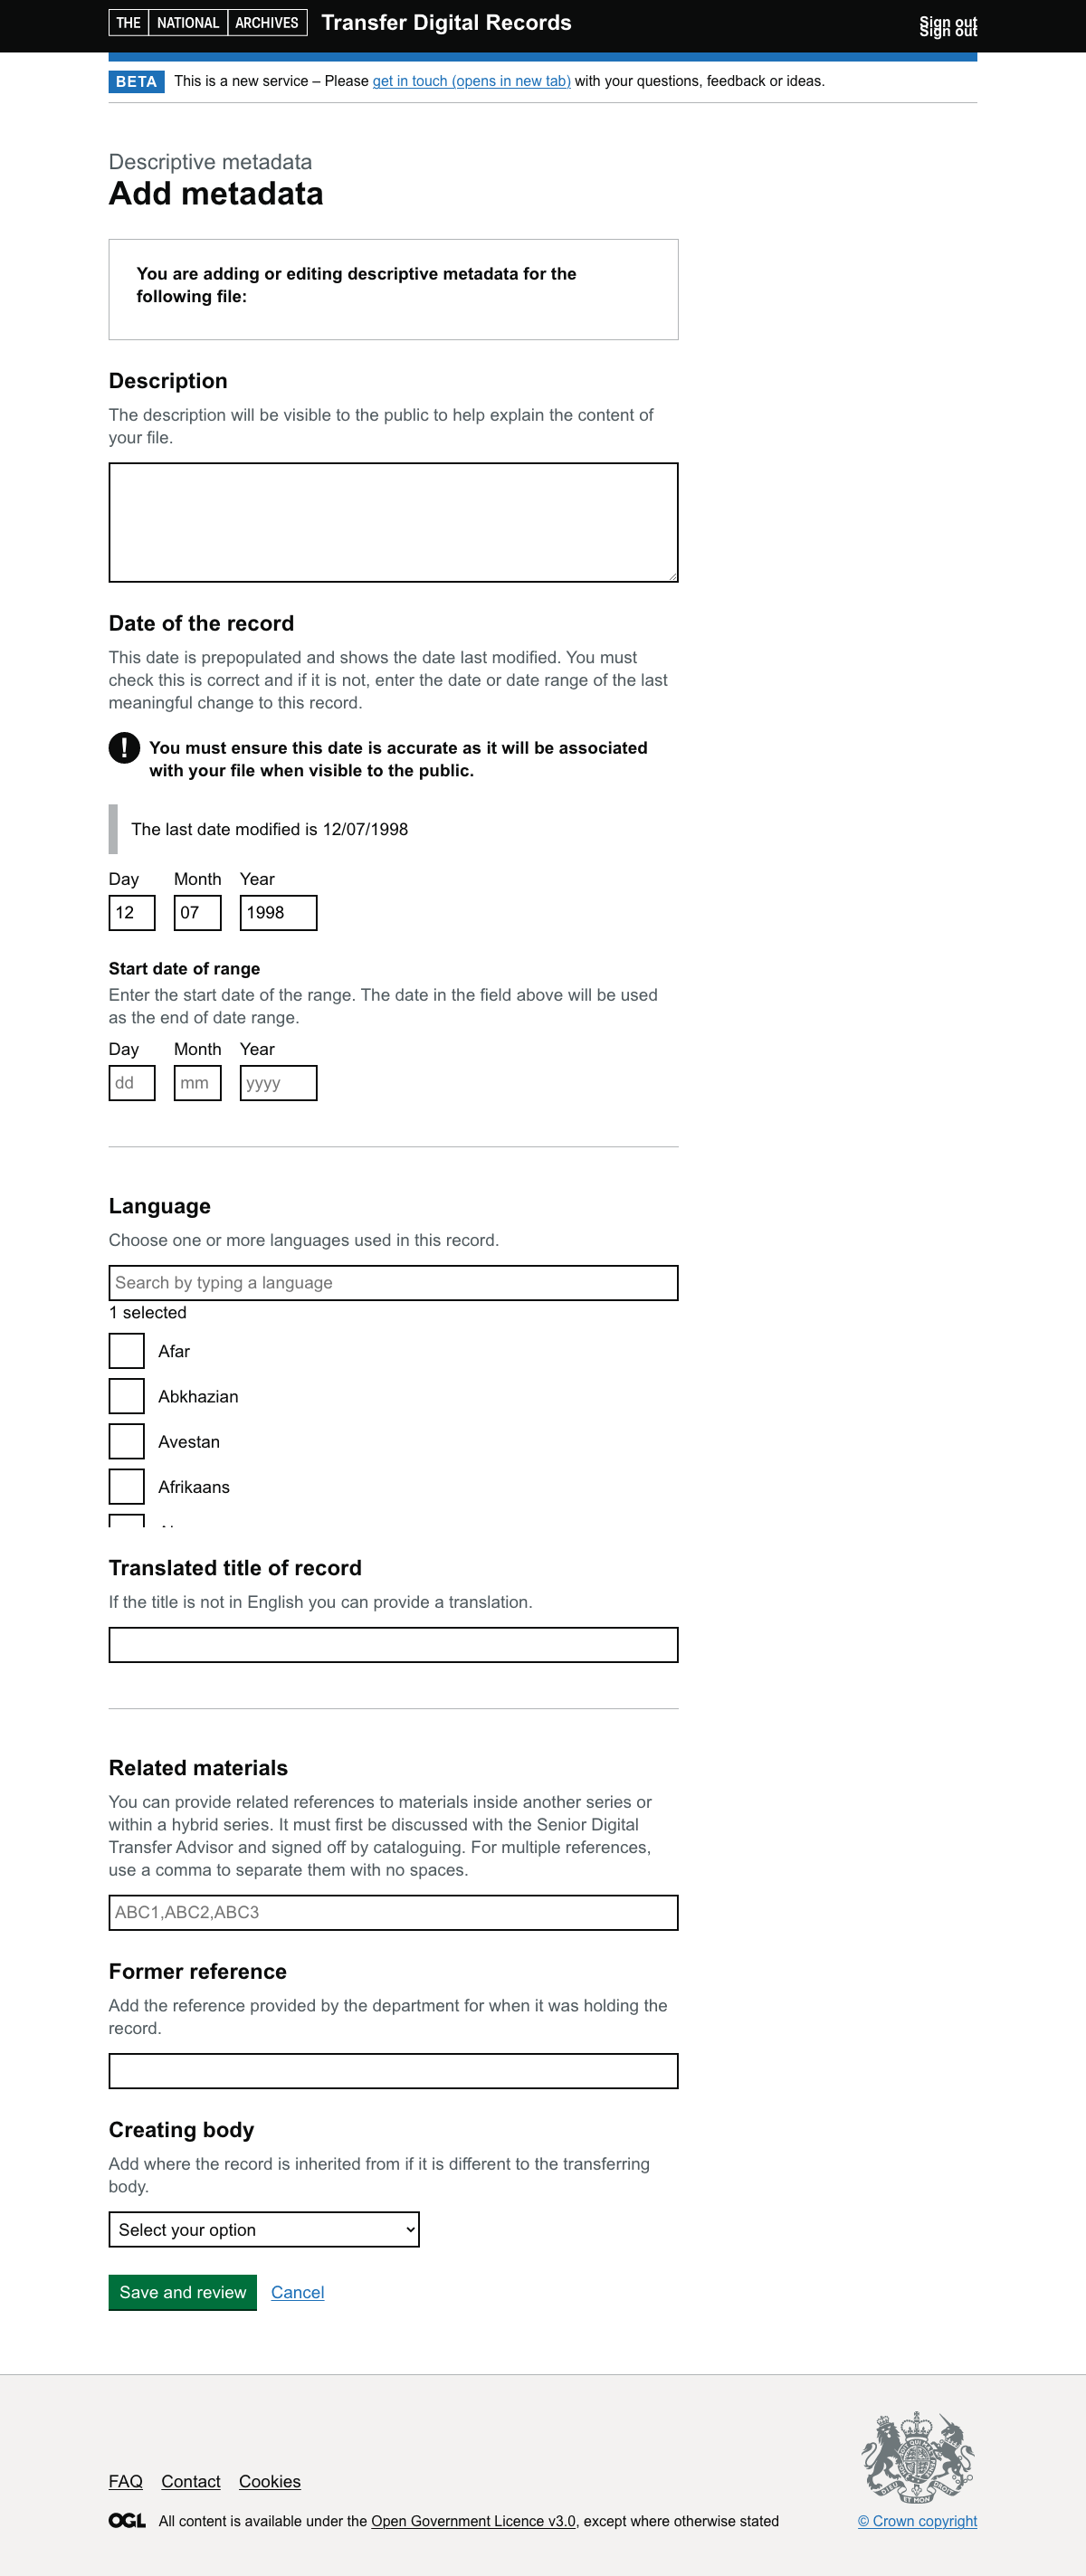 THE NATIONAL ARCHIVES Transfer Digital Records
Sign out
Sign out
BETA This is a new service – Please get in touch (opens in new tab) with your questions, feedback or ideas.
Descriptive metadata
Add metadata
You are adding or editing descriptive metadata for the
following file:
Description
The description will be visible to the public to help explain the content of
your file.
Date of the record
This date is prepopulated and shows the date last modified. You must
check this is correct and if it is not, enter the date or date range of the last
meaningful change to this record.
! You must ensure this date is accurate as it will be associated
with your file when visible to the public.
The last date modified is 12/07/1998
Day Month Year
12 07 1998
Start date of range
Enter the start date of the range. The date in the field above will be used
as the end of date range.
Day Month Year
dd mm yyyy
Language
Choose one or more languages used in this record.
Search by typing a language
1 selected
Afar
Abkhazian
Avestan
Afrikaans
Translated title of record
If the title is not in English you can provide a translation.
Related materials
You can provide related references to materials inside another series or
within a hybrid series. It must first be discussed with the Senior Digital
Transfer Advisor and signed off by cataloguing. For multiple references,
use a comma to separate them with no spaces.
ABC1,ABC2,ABC3
Former reference
Add the reference provided by the department for when it was holding the
record.
Creating body
Add where the record is inherited from if it is different to the transferring
body.
Select your option
Save and review Cancel
FAQ Contact Cookies
OGL All content is available under the Open Government Licence v3.0, except where otherwise stated
© Crown copyright